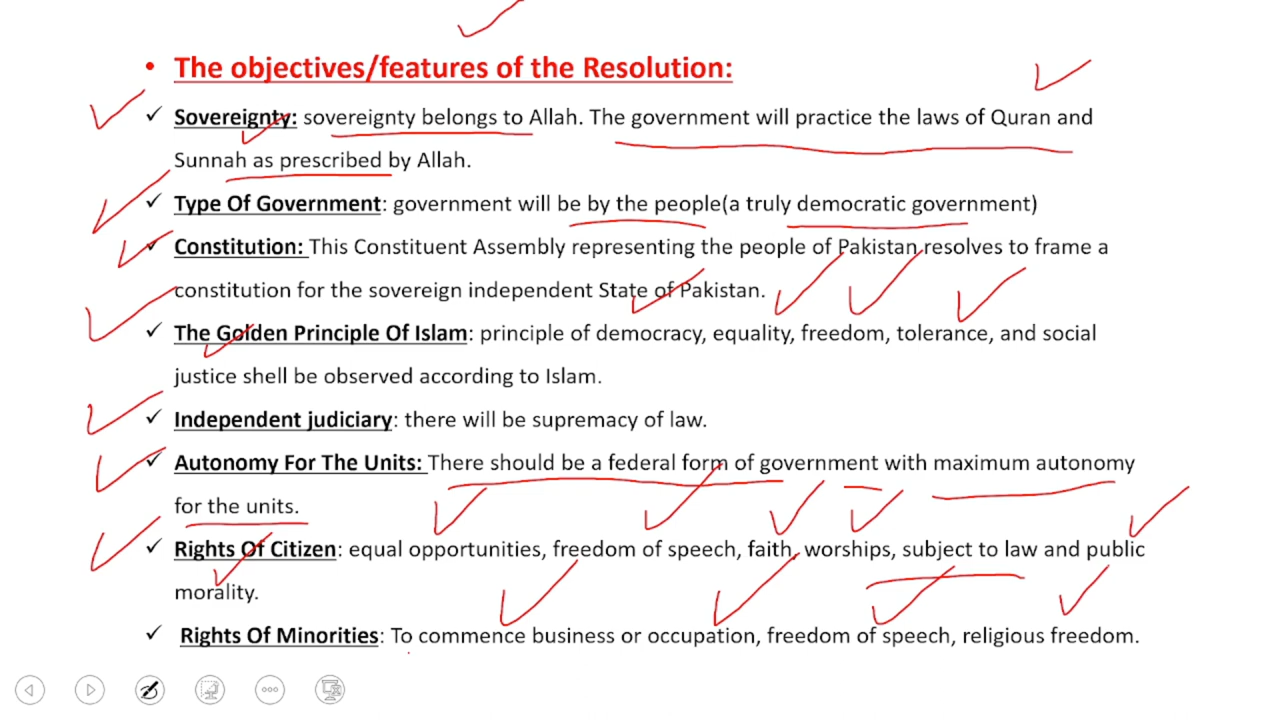 • The objectives/features of the Resolution:
✓ Sovereignty: sovereignty belongs to Allah. The government will practice the laws of Quran and
Sunnah as prescribed by Allah.
✓ Type Of Government: government will be by the people(a truly democratic government)
✓ Constitution: This Constituent Assembly representing the people of Pakistan resolves to frame a
constitution for the sovereign independent State of Pakistan.
✓ The Golden Principle Of Islam: principle of democracy, equality, freedom, tolerance, and social
justice shell be observed according to Islam.
✓ Independent judiciary: there will be supremacy of law.
✓ Autonomy For The Units: There should be a federal form of government with maximum autonomy
for the units.
✓ Rights Of Citizen: equal opportunities, freedom of speech, faith, worships, subject to law and public
morality.
✓ Rights Of Minorities: To commence business or occupation, freedom of speech, religious freedom.